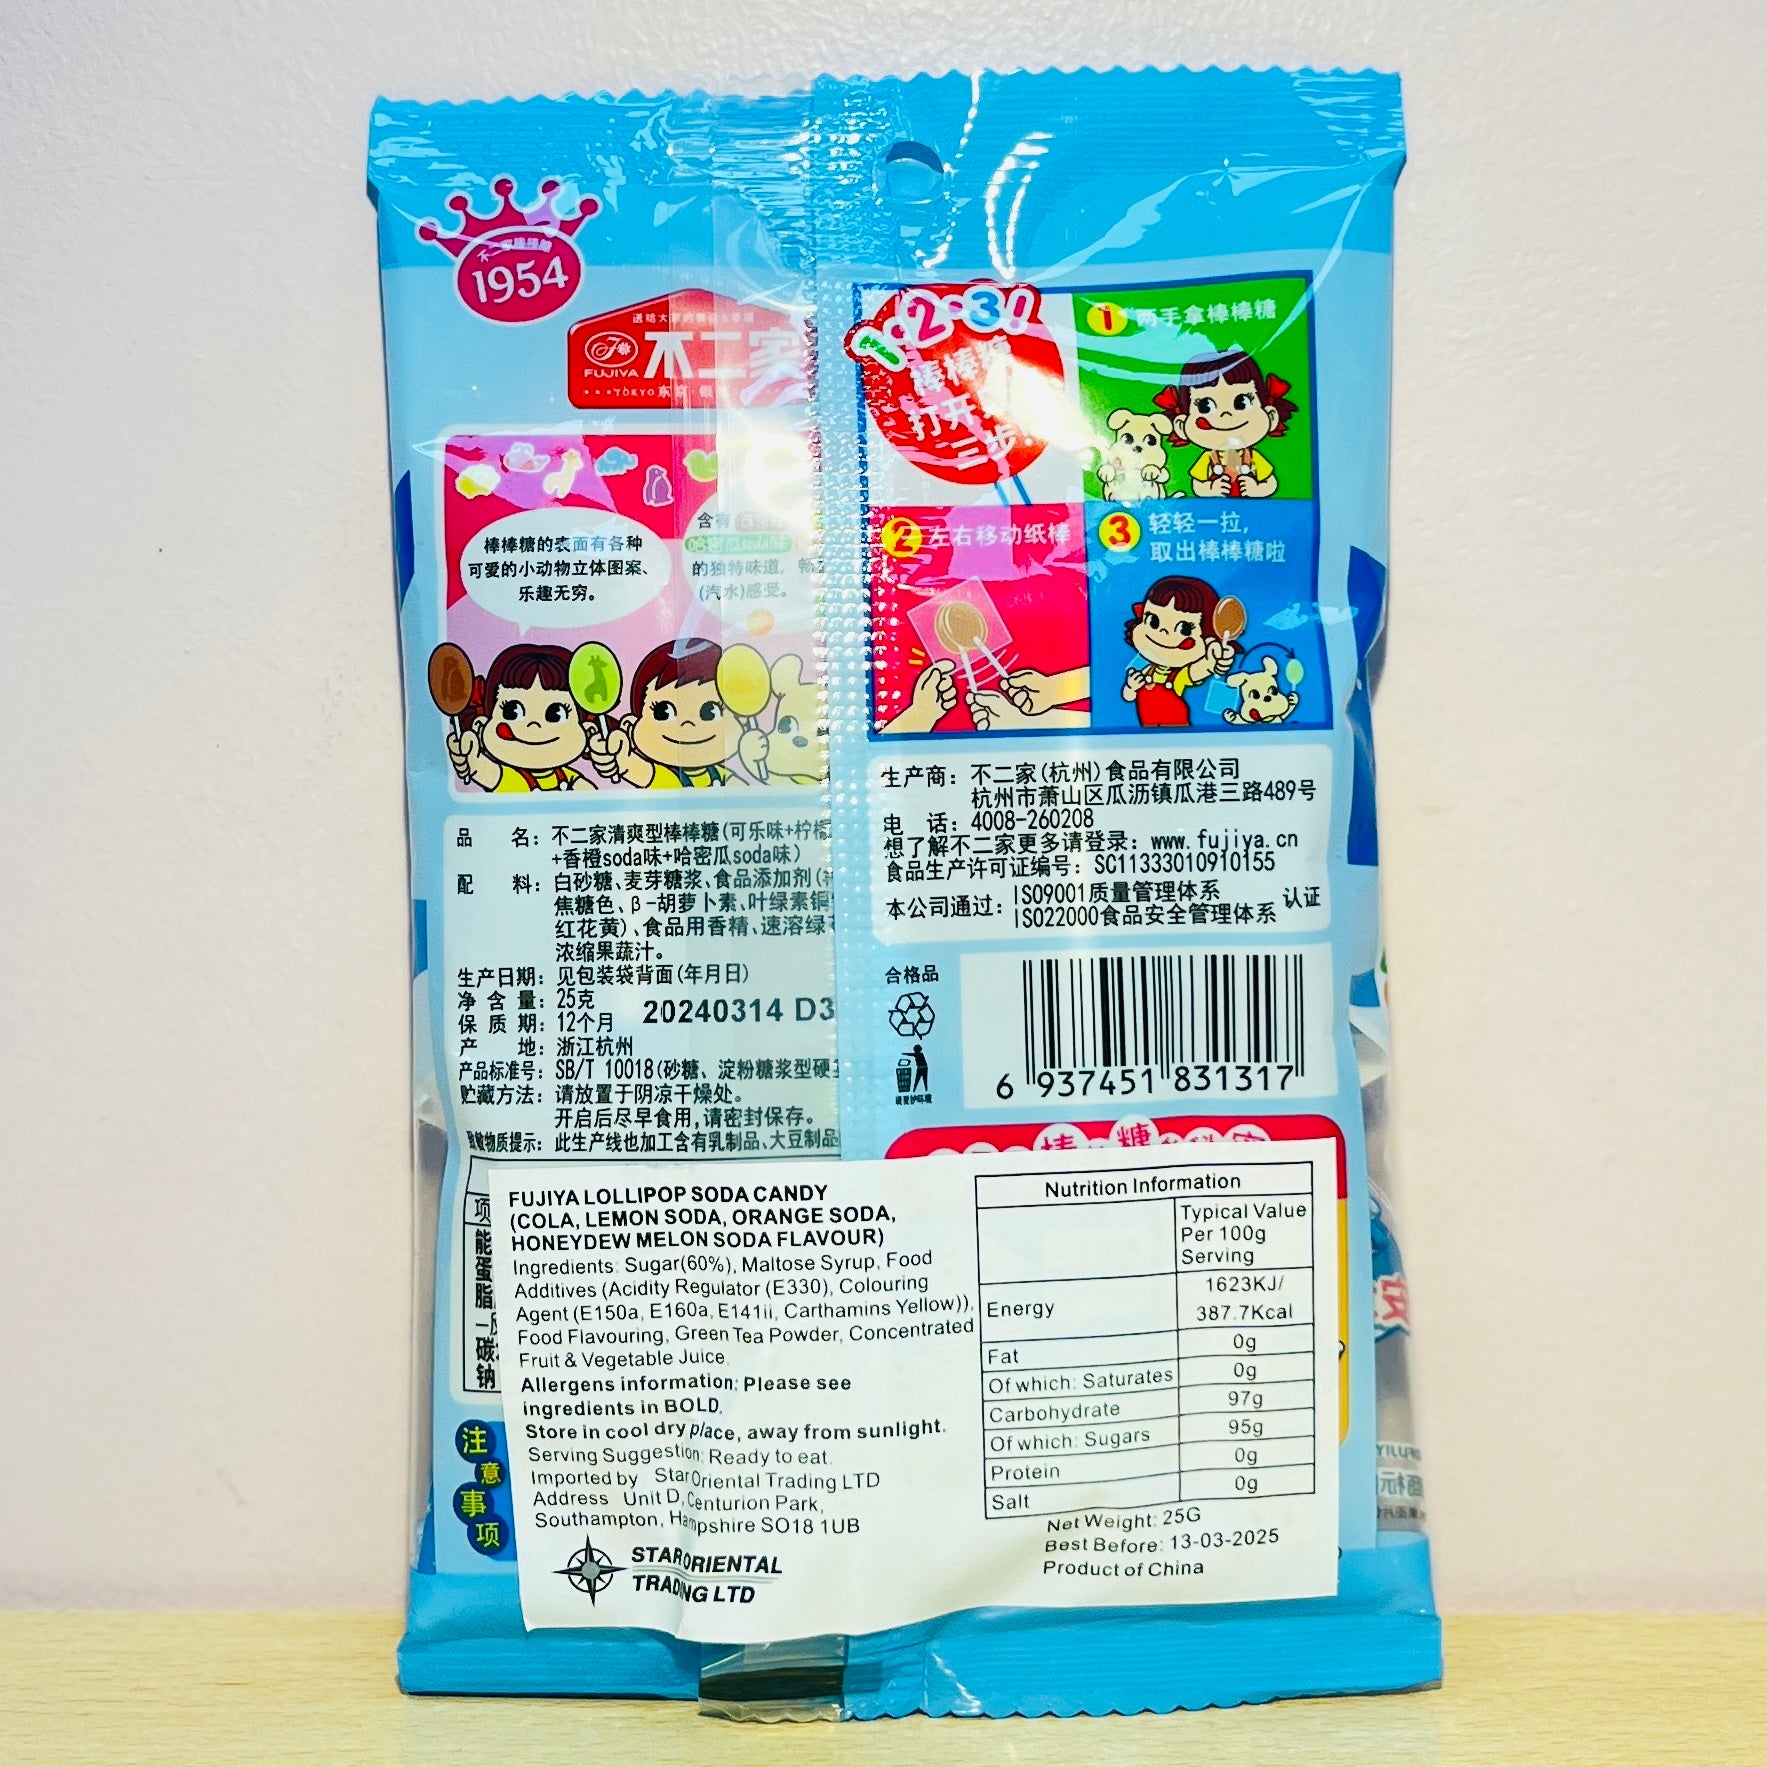 1954
FUJIYA
不二家
TOKYO 东京
棒棒糖的表面有各种
可爱的小动物立体图案、
乐趣无穷。
含有
哈密瓜soda味
的独特味道,
(汽水)感受。
1·2·3!
棒棒糖
打开
三步!
1 两手拿棒棒糖
2 左右移动纸棒
3 轻轻一拉,
取出棒棒糖啦
品 名: 不二家清爽型棒棒糖(可乐味+柠檬
+香橙soda味+哈密瓜soda味)
配 料: 白砂糖、麦芽糖浆、食品添加剂(
焦糖色、β-胡萝卜素、叶绿素铜
红花黄)、食品用香精、速溶绿
浓缩果蔬汁。
生产日期: 见包装袋背面(年月日)
净含量: 25克
20240314 D3
保质期: 12个月
产 地: 浙江杭州
产品标准号: SB/T 10018(砂糖、淀粉糖浆型硬
贮藏方法: 请放置于阴凉干燥处。
开启后尽早食用,请密封保存。
致敏物质提示: 此生产线也加工含有乳制品、大豆制品
生产商: 不二家(杭州)食品有限公司
杭州市萧山区瓜沥镇瓜港三路489号
电 话: 4008-260208
想了解不二家更多请登录: www.fujiya.cn
食品生产许可证编号: SC11333010910155
本公司通过: ISO9001质量管理体系
ISO22000食品安全管理体系 认证
合格品
6 937451 831317
项
能
蛋
脂
碳
钠
注意事项
FUJIYA LOLLIPOP SODA CANDY
(COLA, LEMON SODA, ORANGE SODA,
HONEYDEW MELON SODA FLAVOUR)
Ingredients: Sugar(60%), Maltose Syrup, Food
Additives (Acidity Regulator (E330), Colouring
Agent (E150a, E160a, E141ii, Carthamins Yellow)),
Food Flavouring, Green Tea Powder, Concentrated
Fruit & Vegetable Juice.
Allergens information: Please see
ingredients in BOLD.
Store in cool dry place, away from sunlight.
Serving Suggestion: Ready to eat.
Imported by Star Oriental Trading LTD
Address Unit D, Centurion Park,
Southampton, Hampshire SO18 1UB
STAR ORIENTAL
TRADING LTD
Nutrition Information
Typical Value
Per 100g
Serving
Energy 1623KJ/
387.7Kcal
Fat 0g
Of which: Saturates 0g
Carbohydrate 97g
Of which: Sugars 95g
Protein 0g
Salt 0g
Net Weight: 25G
Best Before: 13-03-2025
Product of China